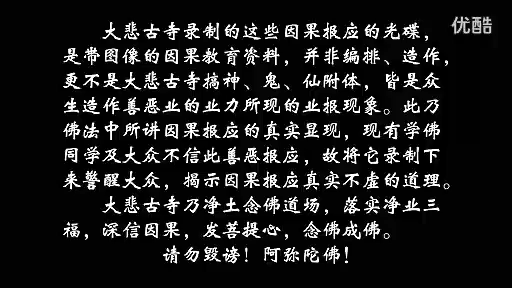 优酷
大悲古寺录制的这些因果报应的光碟，
是带图像的因果教育资料，并非编排、造作，
更不是大悲古寺搞神、鬼、仙附体，皆是众
生造作善恶业的业力所现的业报现象。此乃
佛法中所讲因果报应的真实显现，现有学佛
同学及大众不信此善恶报应，故将它录制下
来警醒大众，揭示因果报应真实不虚的道理。
大悲古寺乃净土念佛道场，落实净业三
福，深信因果，发菩提心，念佛成佛。
请勿毁谤！阿弥陀佛！